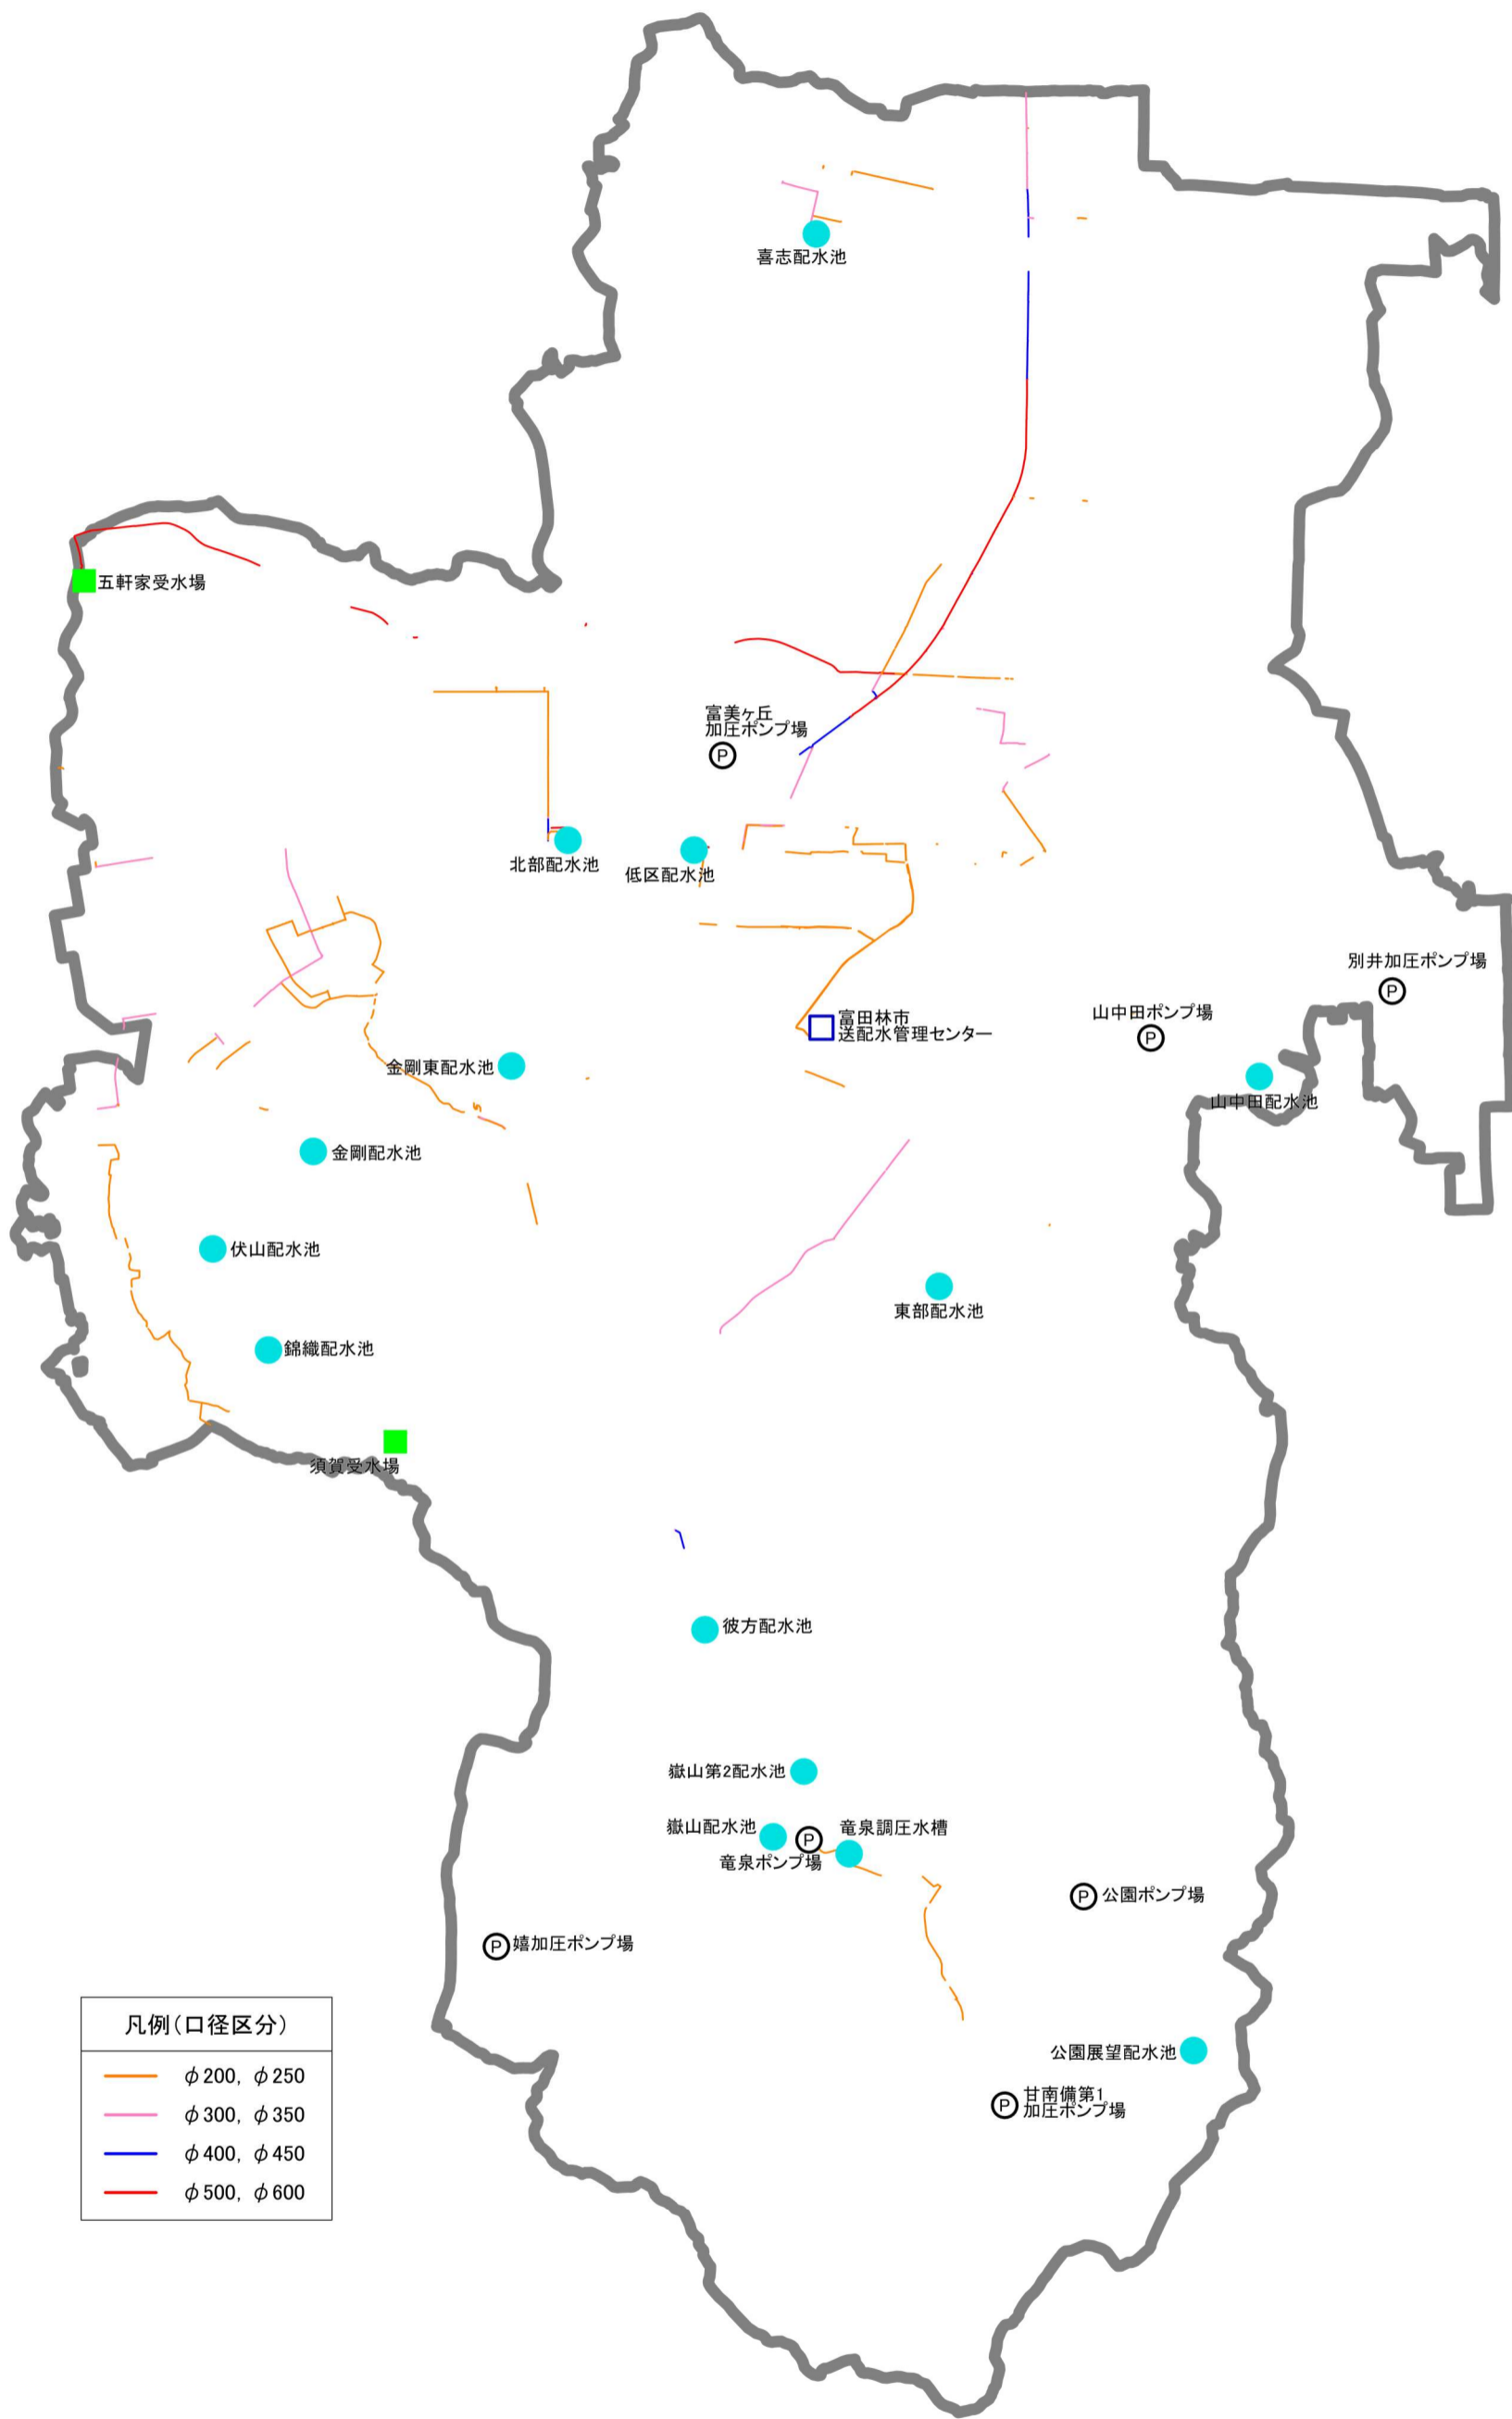 喜志配水池
五軒家受水場
富美ヶ丘
加圧ポンプ場
P
北部配水池
低区配水池
別井加圧ポンプ場
P
山中田ポンプ場
P
富田林市
送配水管理センター
金剛東配水池
山中田配水池
金剛配水池
伏山配水池
東部配水池
錦織配水池
須賀受水場
彼方配水池
嶽山第2配水池
嶽山配水池
P
竜泉調圧水槽
竜泉ポンプ場
P 公園ポンプ場
P 嬉加圧ポンプ場
公園展望配水池
P
甘南備第1
加圧ポンプ場
凡例(口径区分)
φ200, φ250
φ300, φ350
φ400, φ450
φ500, φ600